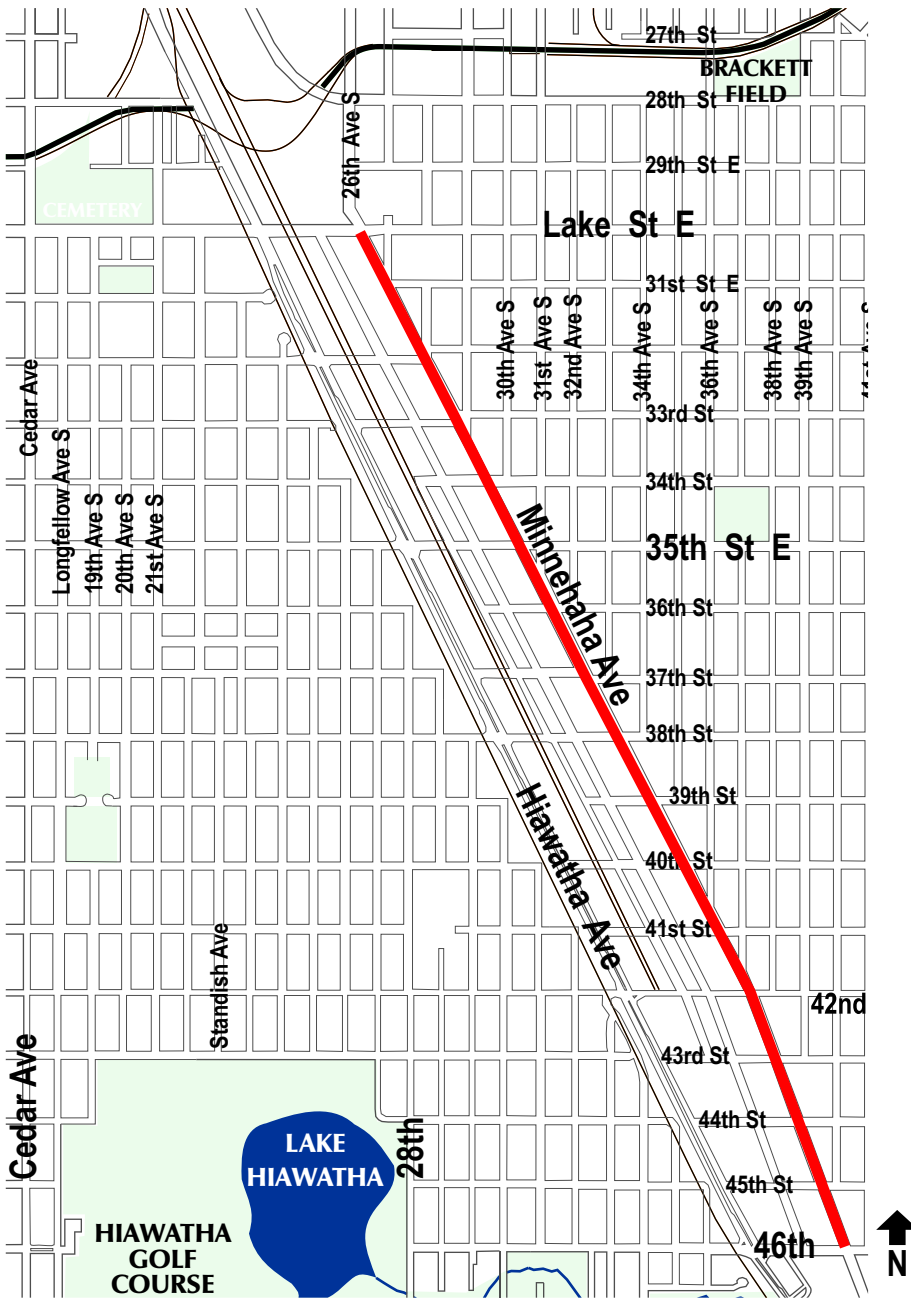 27th St
BRACKETT
FIELD
28th St
26th Ave S
29th St E
CEMETERY
Lake St E
31st St E
30th Ave S
31st Ave S
32nd Ave S
34th Ave S
36th Ave S
38th Ave S
39th Ave S
Cedar Ave
33rd St
Longfellow Ave S
19th Ave S
20th Ave S
21st Ave S
34th St
Minnehaha Ave
35th St E
36th St
37th St
38th St
Hiawatha Ave
39th St
40th St
41st St
Standish Ave
42nd
Cedar Ave
43rd St
28th
44th St
LAKE
HIAWATHA
45th St
HIAWATHA
GOLF
COURSE
46th
N